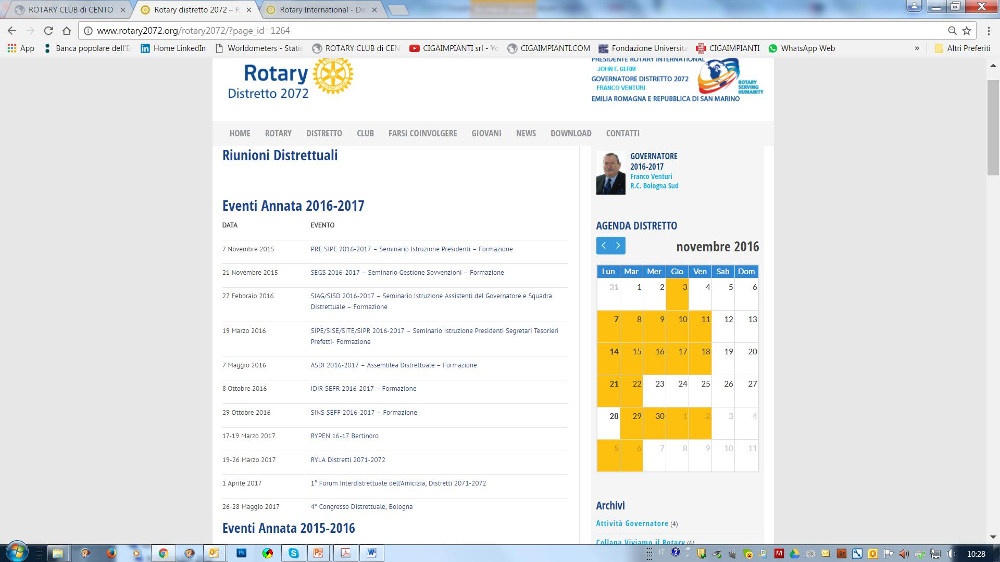 ROTARY CLUB di CENTO
Rotary distretto 2072 – R
Rotary International - Dis
www.rotary2072.org/rotary2072/?page_id=1264
App
Banca popolare dell'E
Home LinkedIn
Worldometers - Statis
ROTARY CLUB di CEN
CIGAIMPIANTI srl - Yo
CIGAIMPIANTI.COM
Fondazione Universita
CIGAIMPIANTI
WhatsApp Web
»
Altri Preferiti
Rotary
Distretto 2072
ROTARY
INTERNATIONAL
PRESIDENTE ROTARY INTERNATIONAL
JOHN F. GERM
GOVERNATORE DISTRETTO 2072
FRANCO VENTURI
EMILIA ROMAGNA E REPUBBLICA DI SAN MARINO
ROTARY
SERVING
HUMANITY
HOME ROTARY DISTRETTO CLUB FARSI COINVOLGERE GIOVANI NEWS DOWNLOAD CONTATTI
Riunioni Distrettuali
Eventi Annata 2016-2017
DATA EVENTO
7 Novembre 2015 PRE SIPE 2016-2017 – Seminario Istruzione Presidenti – Formazione
21 Novembre 2015 SEGS 2016-2017 – Seminario Gestione Sovvenzioni – Formazione
27 Febbraio 2016 SIAG/SISD 2016-2017 – Seminario Istruzione Assistenti del Governatore e Squadra
Distrettuale – Formazione
19 Marzo 2016 SIPE/SISE/SITE/SIPR 2016-2017 – Seminario Istruzione Presidenti Segretari Tesorieri
Prefetti- Formazione
7 Maggio 2016 ASDI 2016-2017 – Assemblea Distrettuale – Formazione
8 Ottobre 2016 IDIR SEFR 2016-2017 – Formazione
29 Ottobre 2016 SINS SEFF 2016-2017 – Formazione
17-19 Marzo 2017 RYPEN 16-17 Bertinoro
19-26 Marzo 2017 RYLA Distretti 2071-2072
1 Aprile 2017 1° Forum Interdistrettuale dell'Amicizia, Distretti 2071-2072
26-28 Maggio 2017 4° Congresso Distrettuale, Bologna
Eventi Annata 2015-2016
GOVERNATORE
2016-2017
Franco Venturi
R.C. Bologna Sud
AGENDA DISTRETTO
novembre 2016
Lun Mar Mer Gio Ven Sab Dom
31 1 2 3 4 5 6
7 8 9 10 11 12 13
14 15 16 17 18 19 20
21 22 23 24 25 26 27
28 29 30 1 2 3 4
5 6 7 8 9 10 11
Archivi
Attività Governatore (4)
Collana Viviamo il Rotary (6)
IT
10:28